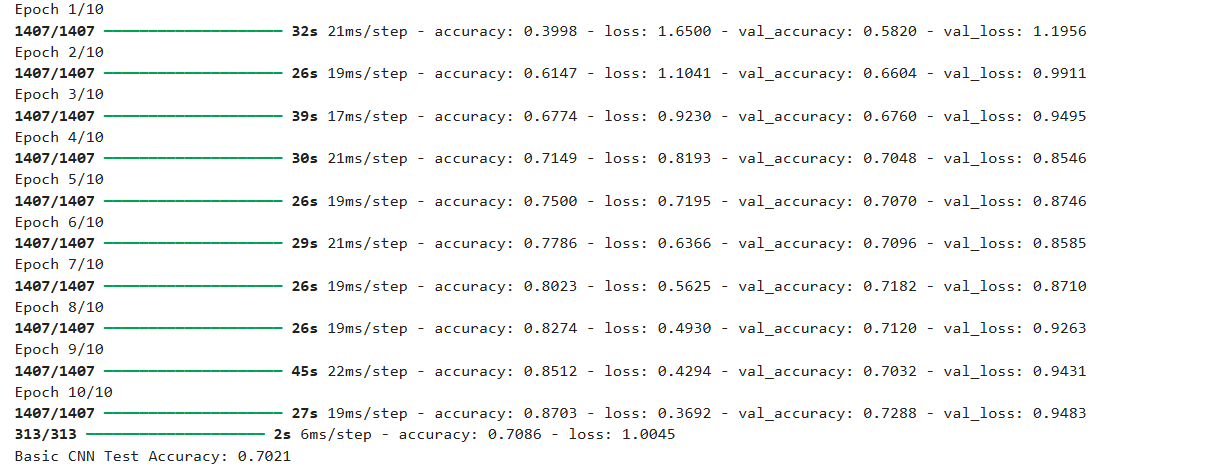 Epoch 1/10
1407/1407 ━━━━━━━━━━━━━━━━━━━━ 32s 21ms/step - accuracy: 0.3998 - loss: 1.6500 - val_accuracy: 0.5820 - val_loss: 1.1956
Epoch 2/10
1407/1407 ━━━━━━━━━━━━━━━━━━━━ 26s 19ms/step - accuracy: 0.6147 - loss: 1.1041 - val_accuracy: 0.6604 - val_loss: 0.9911
Epoch 3/10
1407/1407 ━━━━━━━━━━━━━━━━━━━━ 39s 17ms/step - accuracy: 0.6774 - loss: 0.9230 - val_accuracy: 0.6760 - val_loss: 0.9495
Epoch 4/10
1407/1407 ━━━━━━━━━━━━━━━━━━━━ 30s 21ms/step - accuracy: 0.7149 - loss: 0.8193 - val_accuracy: 0.7048 - val_loss: 0.8546
Epoch 5/10
1407/1407 ━━━━━━━━━━━━━━━━━━━━ 26s 19ms/step - accuracy: 0.7500 - loss: 0.7195 - val_accuracy: 0.7070 - val_loss: 0.8746
Epoch 6/10
1407/1407 ━━━━━━━━━━━━━━━━━━━━ 29s 21ms/step - accuracy: 0.7786 - loss: 0.6366 - val_accuracy: 0.7096 - val_loss: 0.8585
Epoch 7/10
1407/1407 ━━━━━━━━━━━━━━━━━━━━ 26s 19ms/step - accuracy: 0.8023 - loss: 0.5625 - val_accuracy: 0.7182 - val_loss: 0.8710
Epoch 8/10
1407/1407 ━━━━━━━━━━━━━━━━━━━━ 26s 19ms/step - accuracy: 0.8274 - loss: 0.4930 - val_accuracy: 0.7120 - val_loss: 0.9263
Epoch 9/10
1407/1407 ━━━━━━━━━━━━━━━━━━━━ 45s 22ms/step - accuracy: 0.8512 - loss: 0.4294 - val_accuracy: 0.7032 - val_loss: 0.9431
Epoch 10/10
1407/1407 ━━━━━━━━━━━━━━━━━━━━ 27s 19ms/step - accuracy: 0.8703 - loss: 0.3692 - val_accuracy: 0.7288 - val_loss: 0.9483
313/313 ━━━━━━━━━━━━━━━━━━━━ 2s 6ms/step - accuracy: 0.7086 - loss: 1.0045
Basic CNN Test Accuracy: 0.7021